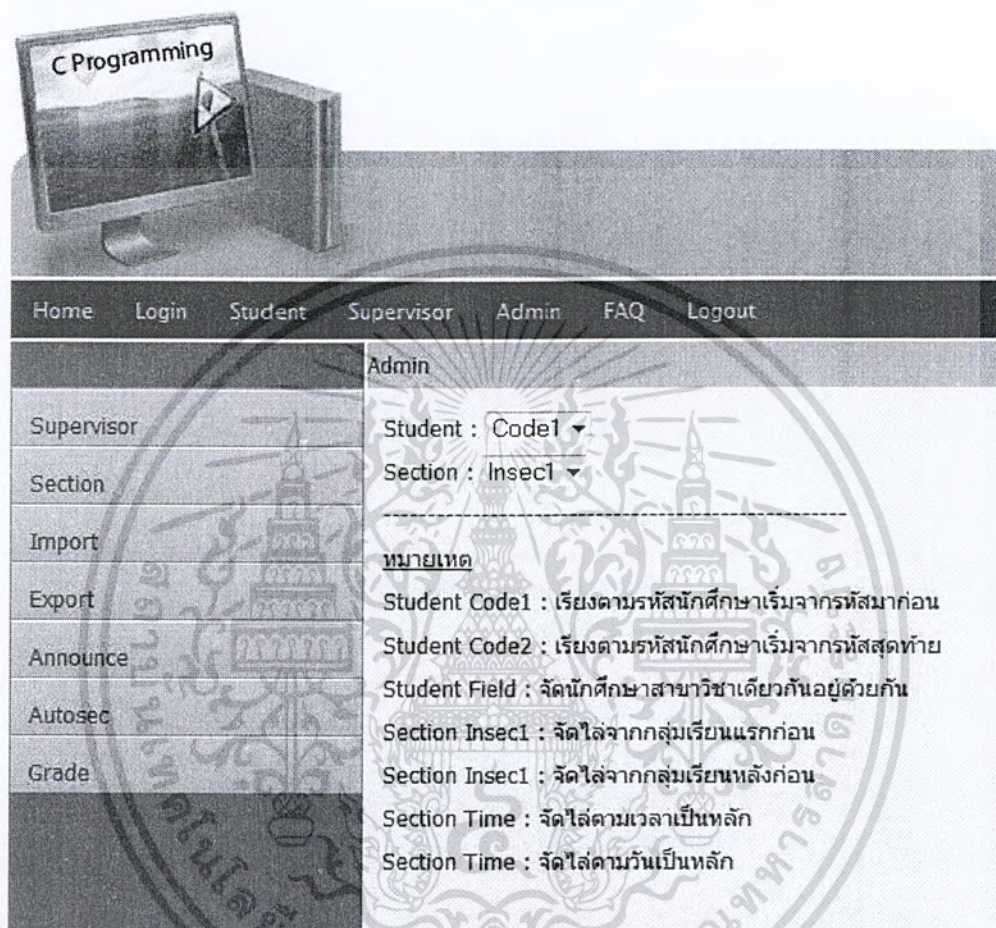 C Programming
Home Login Student Supervisor Admin FAQ Logout
Admin
Supervisor
Section
Import
Export
Announce
Autosec
Grade
Student : Code1
Section : Insec1
----------------------------------------------
หมายเหตุ
Student Code1 : เรียงตามรหัสนักศึกษาเริ่มจากรหัสมาก่อน
Student Code2 : เรียงตามรหัสนักศึกษาเริ่มจากรหัสสุดท้าย
Student Field : จัดนักศึกษาสาขาวิชาเดียวกันอยู่ด้วยกัน
Section Insec1 : จัดไล่จากกลุ่มเรียนแรกก่อน
Section Insec1 : จัดไล่จากกลุ่มเรียนหลังก่อน
Section Time : จัดไล่ตามเวลาเป็นหลัก
Section Time : จัดไล่ตามวันเป็นหลัก